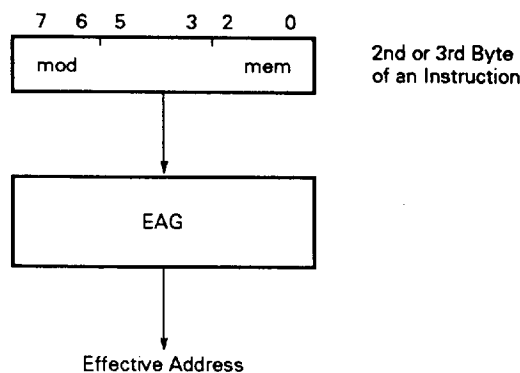 7 6 5 3 2 0
mod mem
2nd or 3rd Byte
of an Instruction
EAG
Effective Address